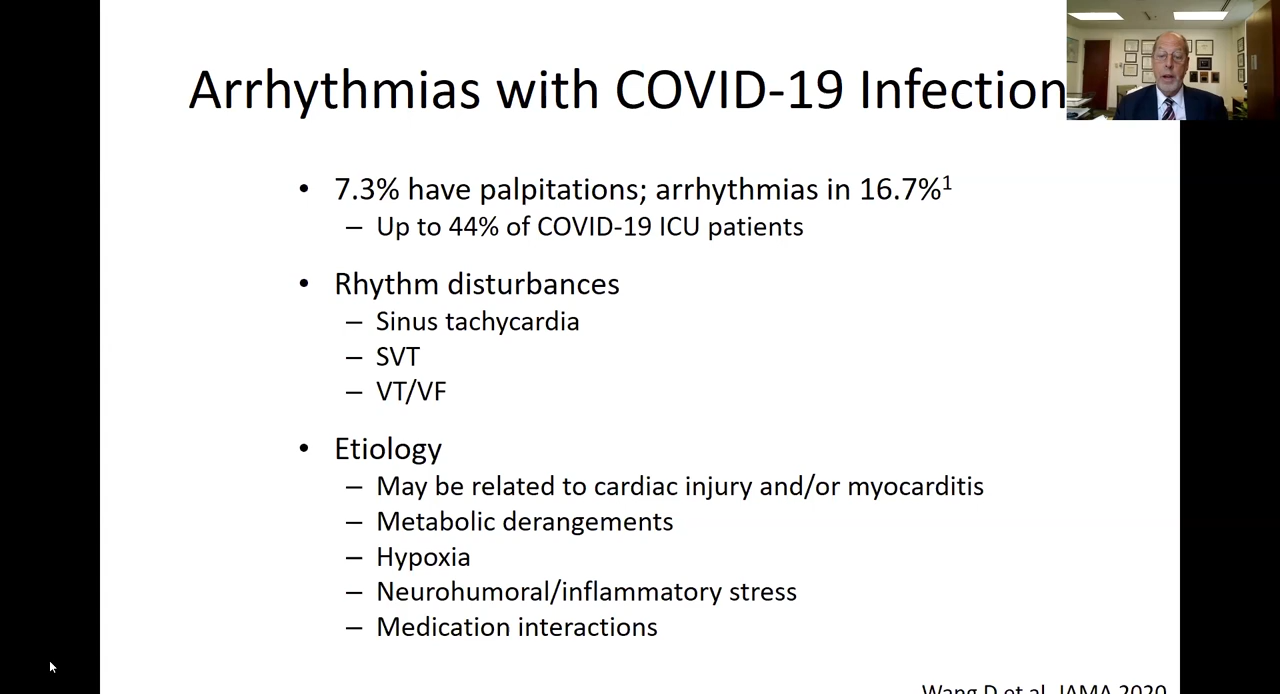 Arrhythmias with COVID-19 Infection
• 7.3% have palpitations; arrhythmias in 16.7%¹
– Up to 44% of COVID-19 ICU patients
• Rhythm disturbances
– Sinus tachycardia
– SVT
– VT/VF
• Etiology
– May be related to cardiac injury and/or myocarditis
– Metabolic derangements
– Hypoxia
– Neurohumoral/inflammatory stress
– Medication interactions
Wang D et al. JAMA 2020